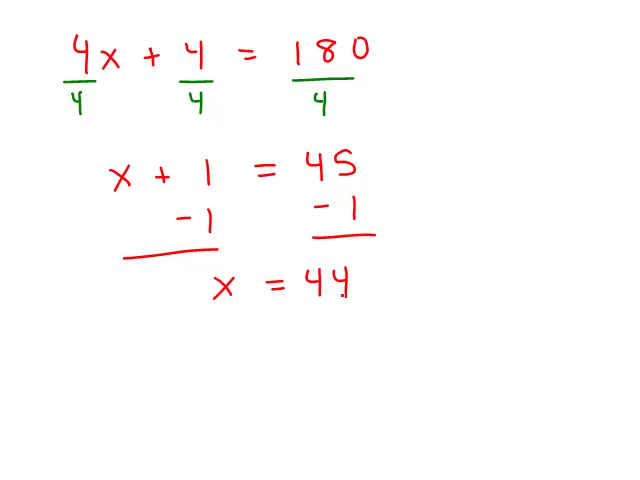 4x + 4 = 180
4 4 4
x + 1 = 45
- 1 - 1
x = 44